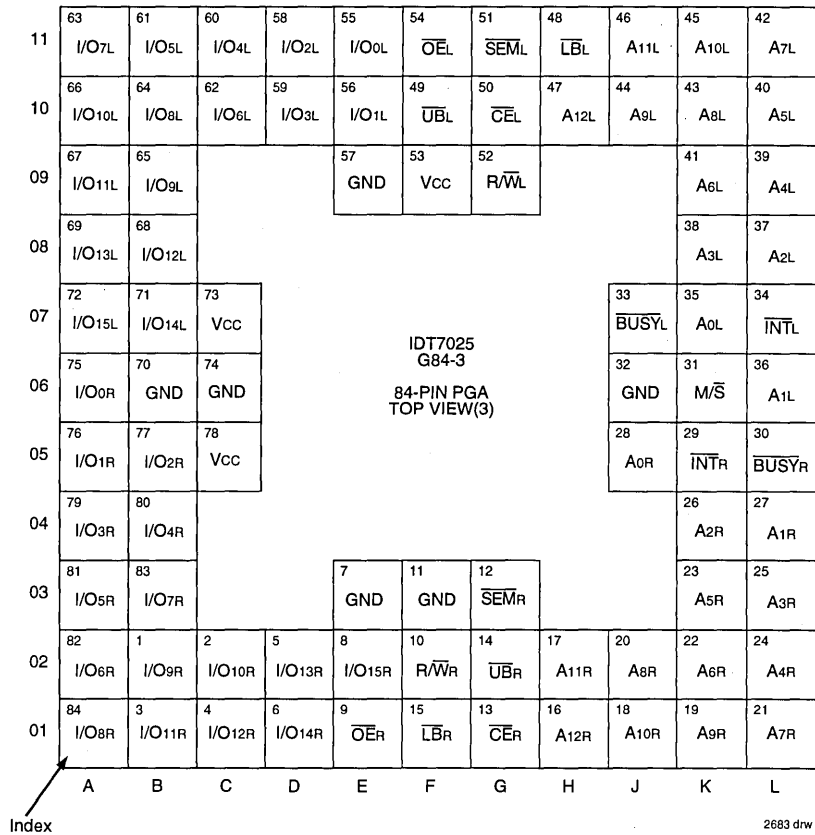 63 61 60 58 55 54 51 48 46 45 42
11 I/O7L I/O5L I/O4L I/O2L I/O0L OEL SEML LBL A11L A10L A7L
66 64 62 59 56 49 50 47 44 43 40
10 I/O10L I/O8L I/O6L I/O3L I/O1L UBL CEL A12L A9L A8L A5L
67 65 57 53 52 41 39
09 I/O11L I/O9L GND VCC R/WL A6L A4L
69 68 38 37
08 I/O13L I/O12L A3L A2L
72 71 73 33 35 34
07 I/O15L I/O14L VCC BUSYL A0L INTL
IDT7025
G84-3
75 70 74 32 31 36
06 I/O0R GND GND GND M/S A1L
84-PIN PGA
TOP VIEW(3)
76 77 78 28 29 30
05 I/O1R I/O2R VCC A0R INTR BUSYR
79 80 26 27
04 I/O3R I/O4R A2R A1R
81 83 7 11 12 23 25
03 I/O5R I/O7R GND GND SEMR A5R A3R
82 1 2 5 8 10 14 17 20 22 24
02 I/O6R I/O9R I/O10R I/O13R I/O15R R/WR UBR A11R A8R A6R A4R
84 3 4 6 9 15 13 16 18 19 21
01 I/O8R I/O11R I/O12R I/O14R OER LBR CER A12R A10R A9R A7R
A B C D E F G H J K L
Index
2683 drw